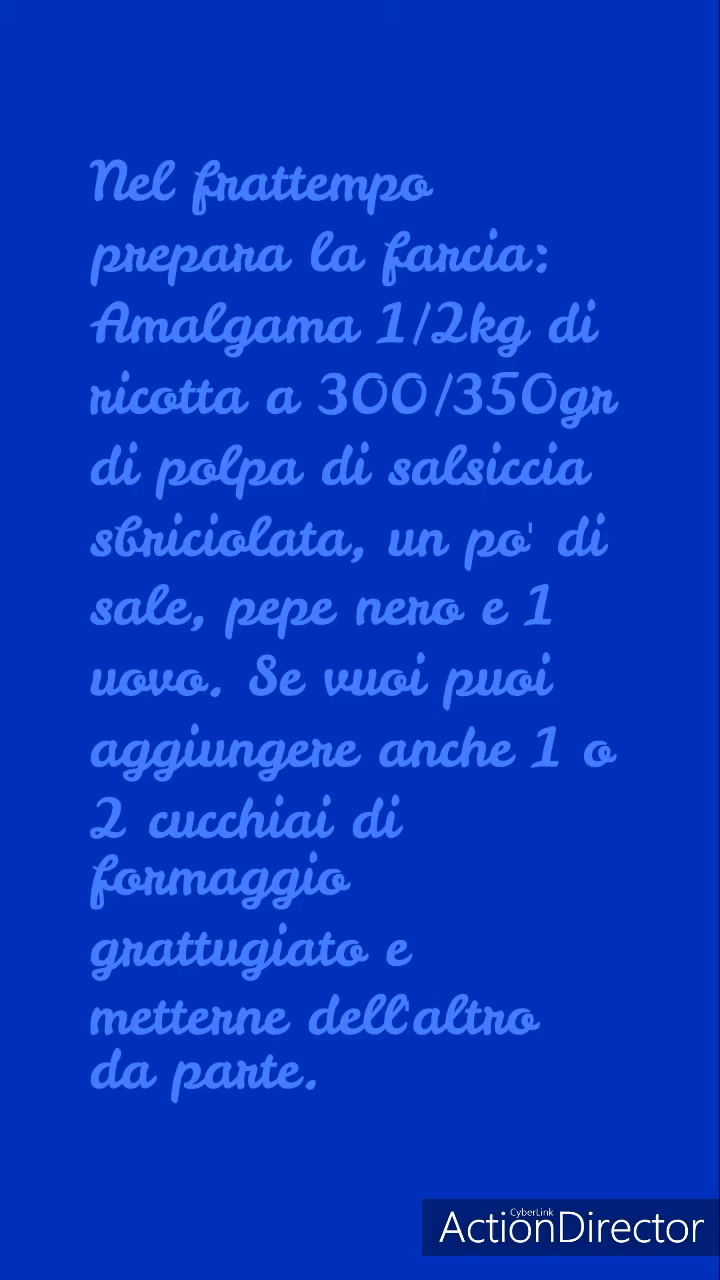 Nel frattempo
prepara la farcia:
Amalgama 1/2kg di
ricotta a 300/350gr
di polpa di salsiccia
sbriciolata, un po' di
sale, pepe nero e 1
uovo. Se vuoi puoi
aggiungere anche 1 o
2 cucchiai di
formaggio
grattugiato e
metterne dell'altro
da parte.
CyberLink
ActionDirector